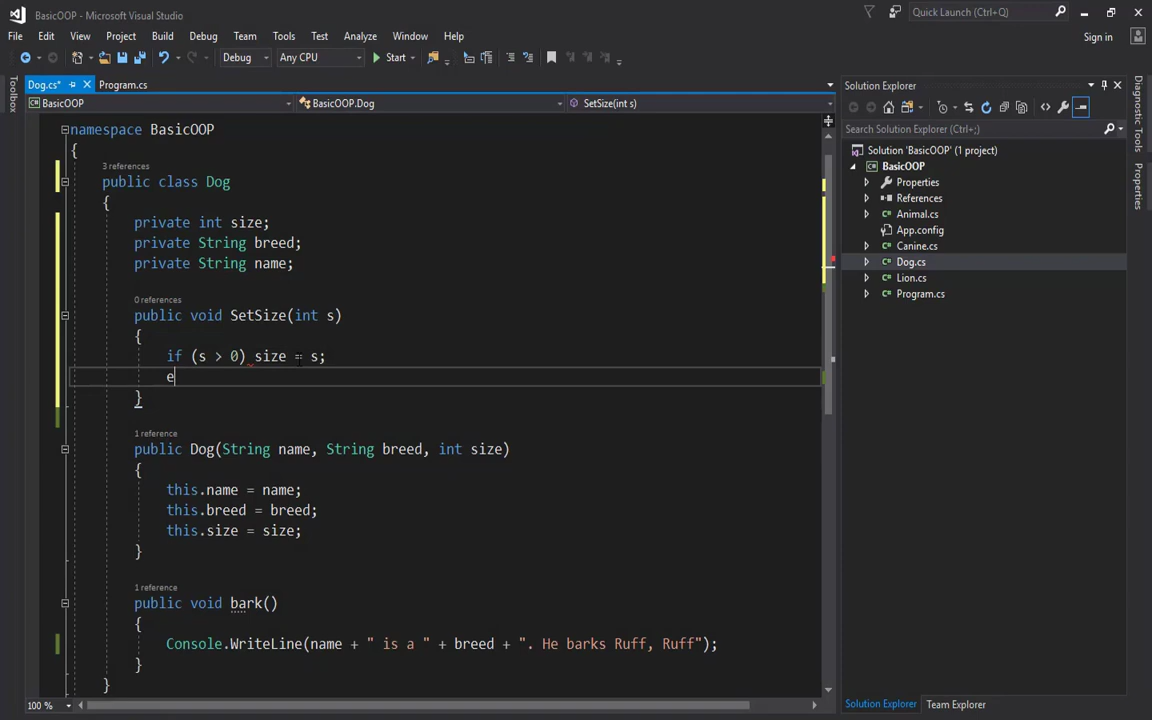 BasicOOP - Microsoft Visual Studio
Quick Launch (Ctrl+Q)
File Edit View Project Build Debug Team Tools Test Analyze Window Help
Sign in
Debug Any CPU Start
Toolbox
Dog.cs* Program.cs
BasicOOP BasicOOP.Dog SetSize(int s)
namespace BasicOOP
{
3 references
public class Dog
{
private int size;
private String breed;
private String name;
0 references
public void SetSize(int s)
{
if (s > 0) size = s;
e
}
1 reference
public Dog(String name, String breed, int size)
{
this.name = name;
this.breed = breed;
this.size = size;
}
1 reference
public void bark()
{
Console.WriteLine(name + " is a " + breed + ". He barks Ruff, Ruff");
}
}
100 %
Solution Explorer
Search Solution Explorer (Ctrl+;)
Solution 'BasicOOP' (1 project)
BasicOOP
Properties
References
Animal.cs
App.config
Canine.cs
Dog.cs
Lion.cs
Program.cs
Solution Explorer Team Explorer
Diagnostic Tools
Properties